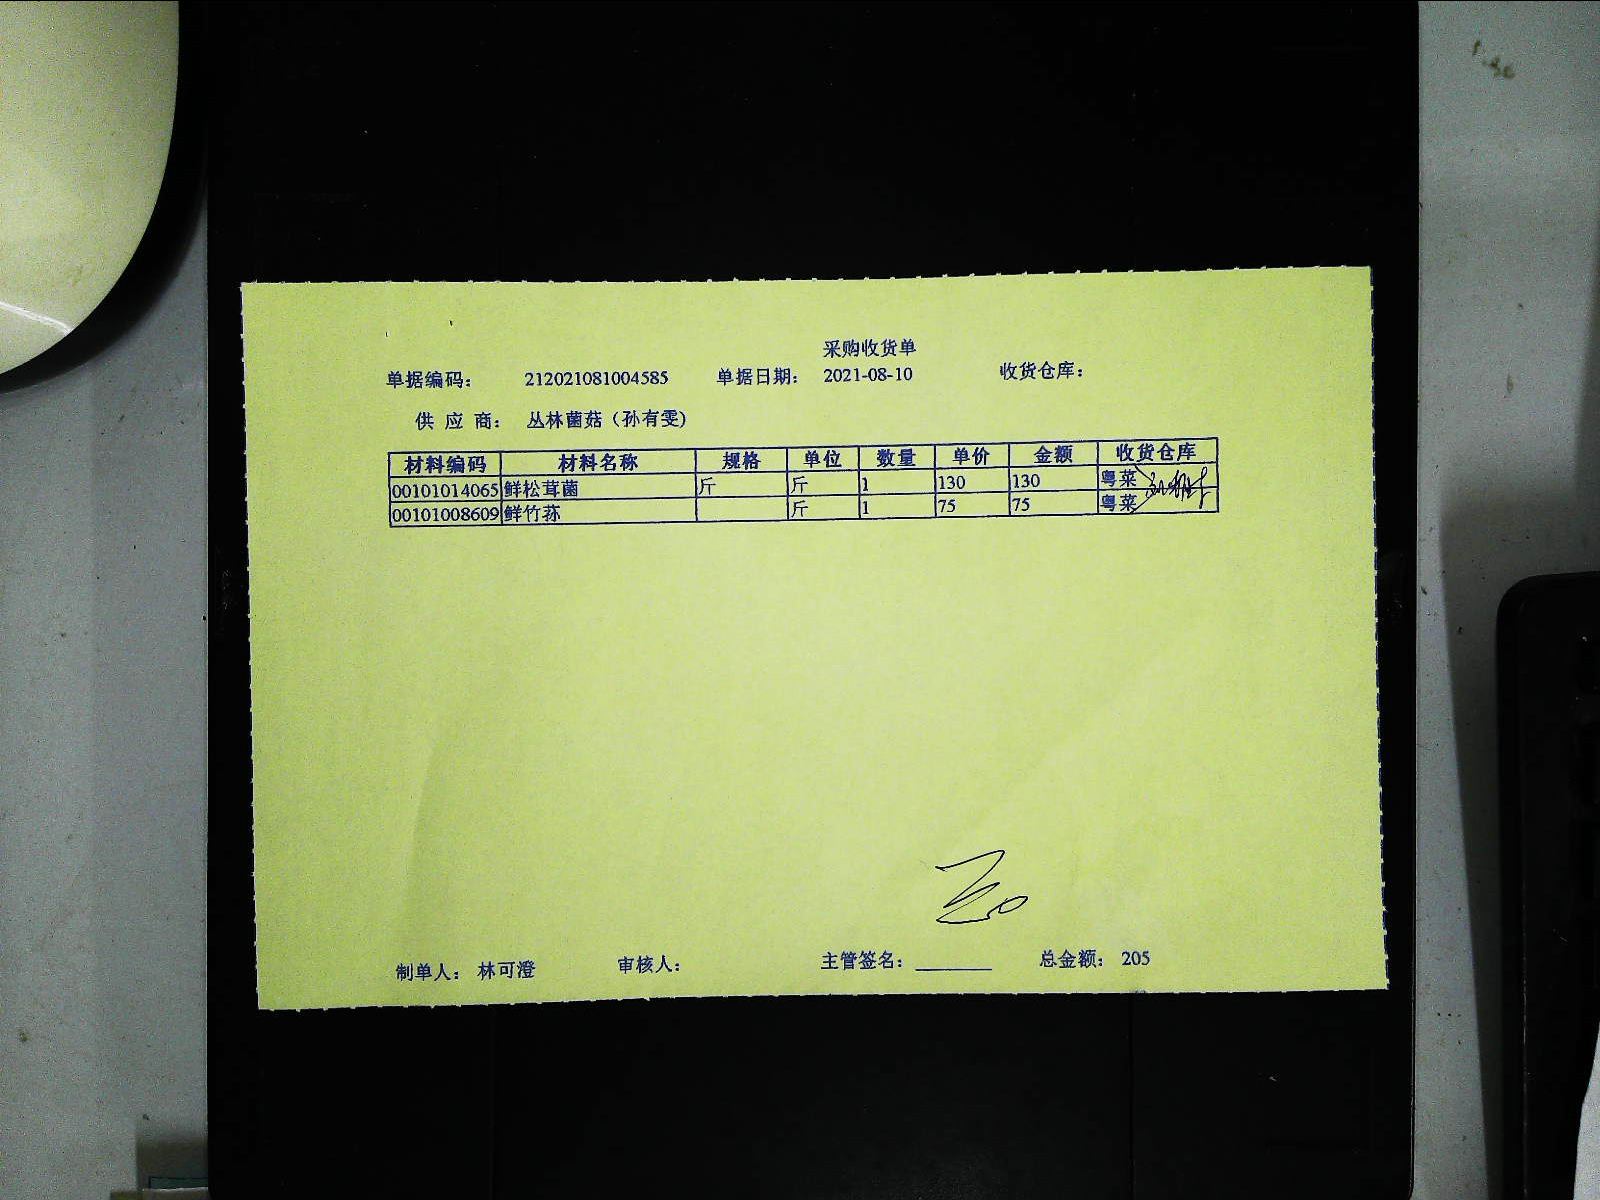 采购收货单
单据编码: 212021081004585 单据日期: 2021-08-10 收货仓库:
供 应 商: 丛林菌菇（孙有雯)
材料编码 材料名称 规格 单位 数量 单价 金额 收货仓库
00101014065 鲜松茸菌 斤 斤 1 130 130 粤菜
00101008609 鲜竹荪 斤 1 75 75 粤菜
制单人: 林可澄 审核人: 主管签名: ________ 总金额: 205